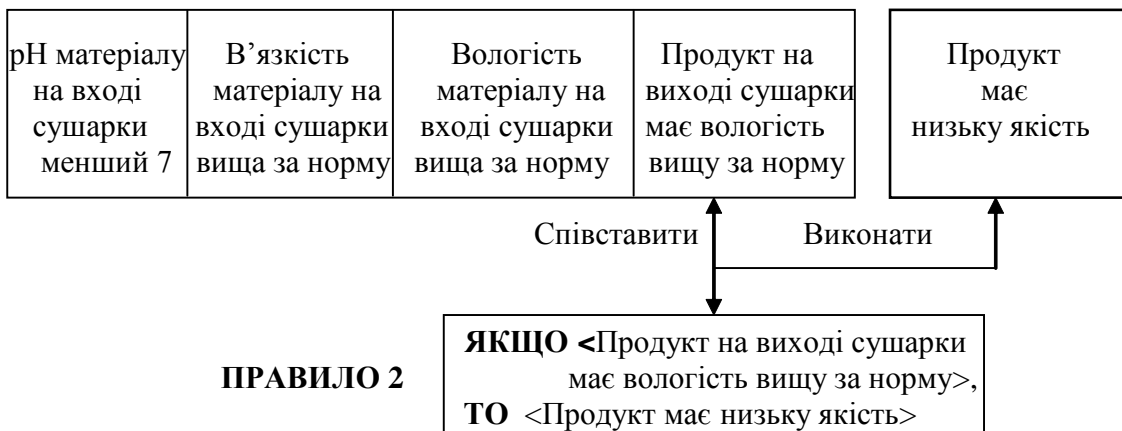 рН матеріалу
на вході
сушарки
менший 7
В’язкість
матеріалу на
вході сушарки
вища за норму
Вологість
матеріалу на
вході сушарки
вища за норму
Продукт на
виході сушарки
має вологість
вищу за норму
Продукт
має
низьку якість
Співставити
Виконати
ПРАВИЛО 2
ЯКЩО <Продукт на виході сушарки
має вологість вищу за норму>,
ТО <Продукт має низьку якість>